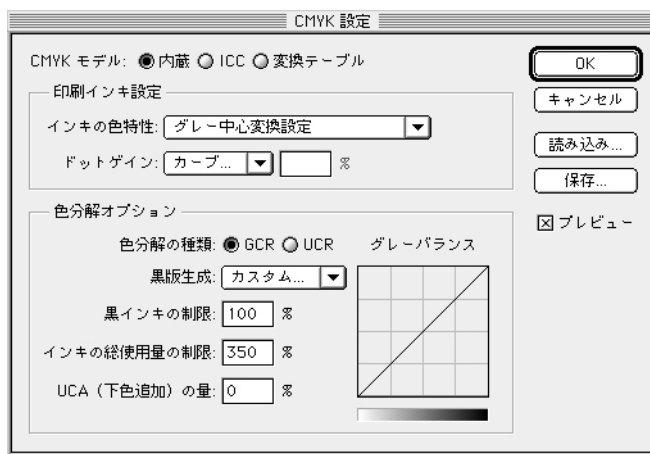 CMYK 設定
CMYK モデル: 内蔵 ICC 変換テーブル
印刷インキ設定
インキの色特性: グレー中心変換設定
ドットゲイン: カーブ... %
色分解オプション
色分解の種類: GCR UCR
黒版生成: カスタム...
黒インキの制限: 100 %
インキの総使用量の制限: 350 %
UCA（下色追加）の量: 0 %
グレーバランス
OK
キャンセル
読み込み...
保存...
プレビュー